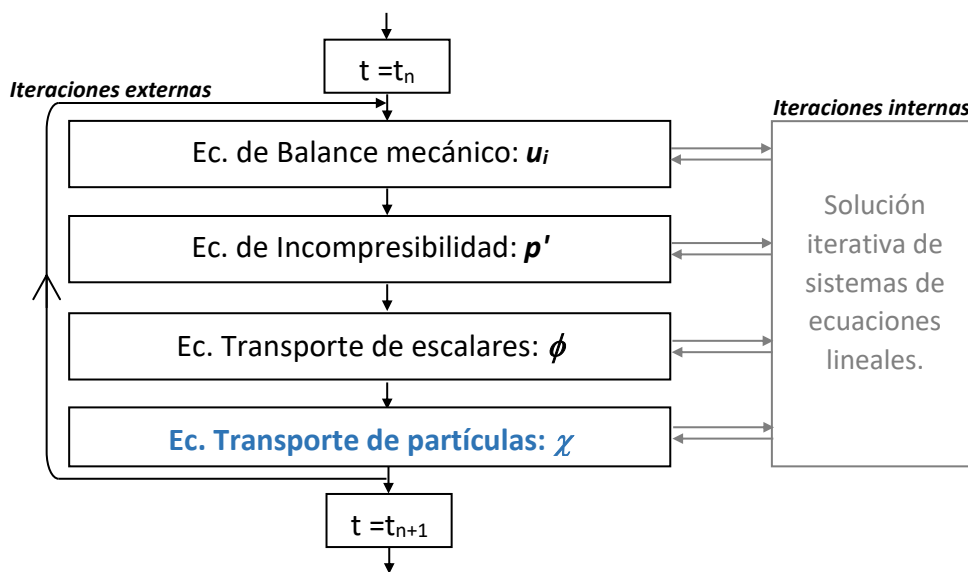 t =tₙ
Iteraciones externas
Iteraciones internas
Ec. de Balance mecánico: uᵢ
Ec. de Incompresibilidad: p'
Ec. Transporte de escalares: ϕ
Ec. Transporte de partículas: χ
Solución
iterativa de
sistemas de
ecuaciones
lineales.
t =tₙ₊₁